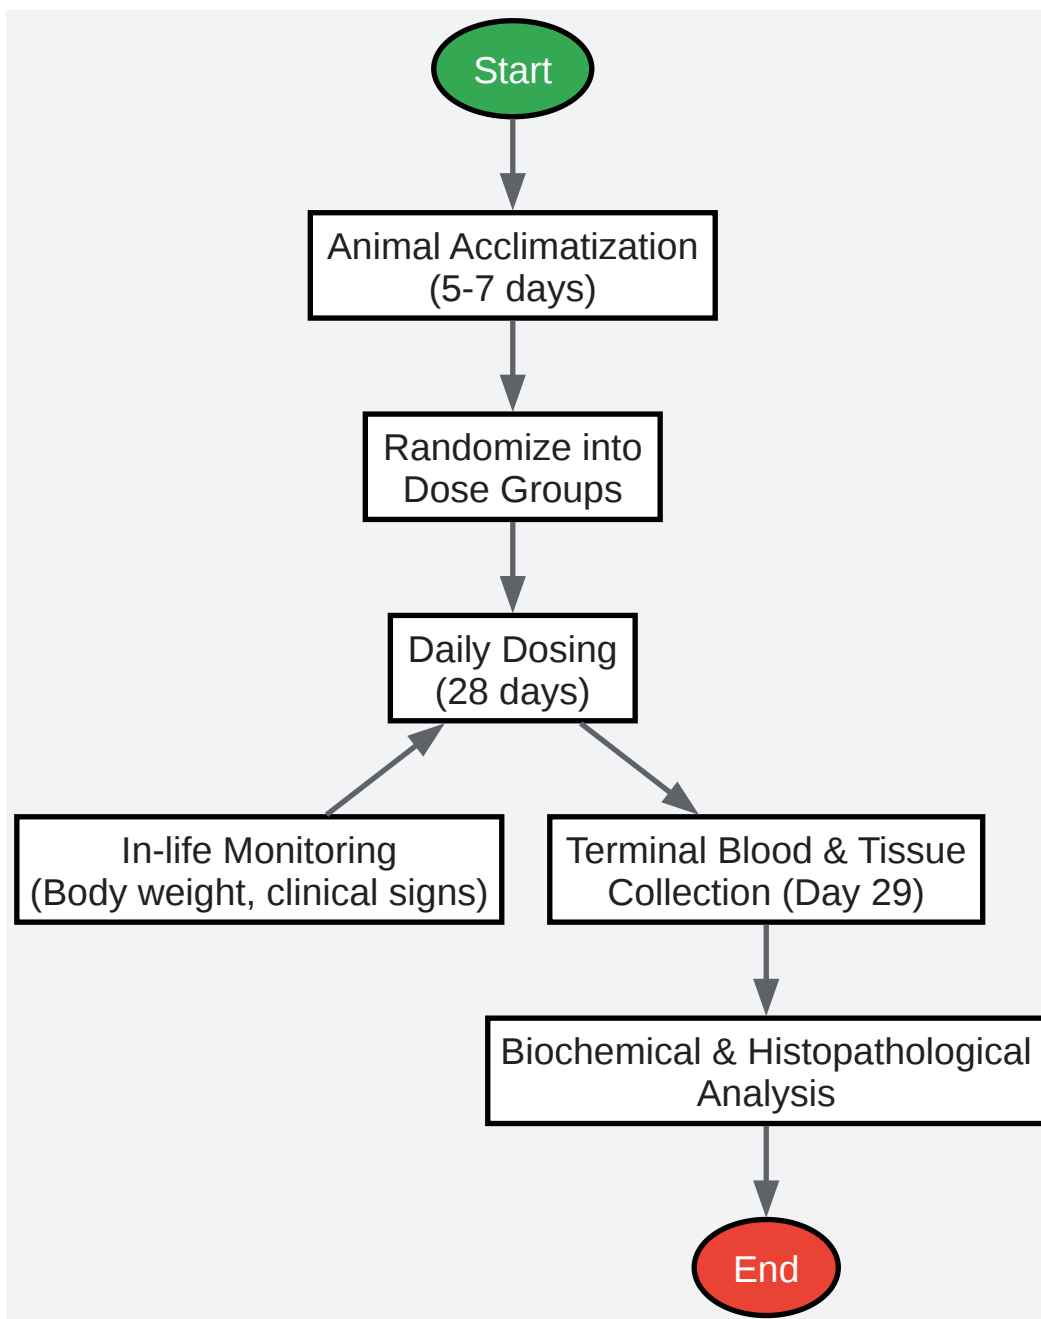 Start
Animal Acclimatization
(5-7 days)
Randomize into
Dose Groups
Daily Dosing
(28 days)
In-life Monitoring
(Body weight, clinical signs)
Terminal Blood & Tissue
Collection (Day 29)
Biochemical & Histopathological
Analysis
End